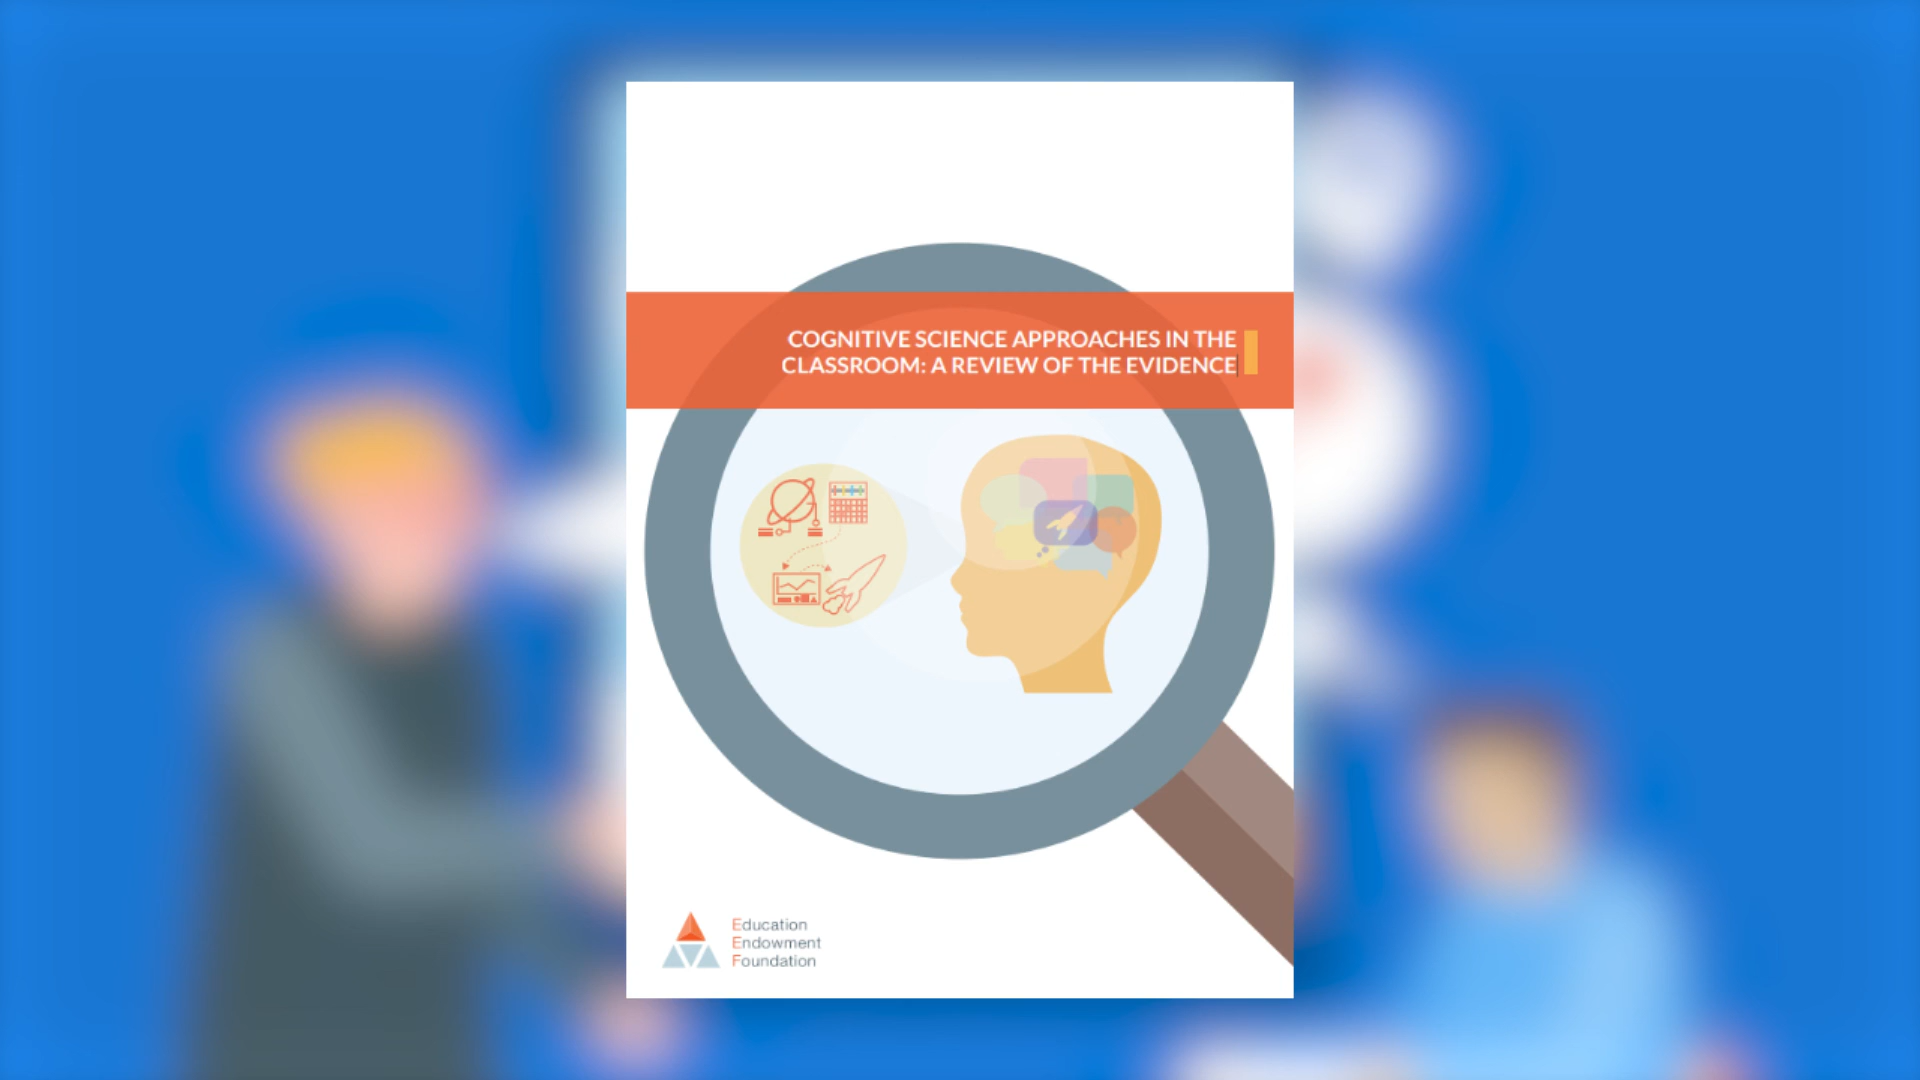 COGNITIVE SCIENCE APPROACHES IN THE
CLASSROOM: A REVIEW OF THE EVIDENCE
Education
Endowment
Foundation